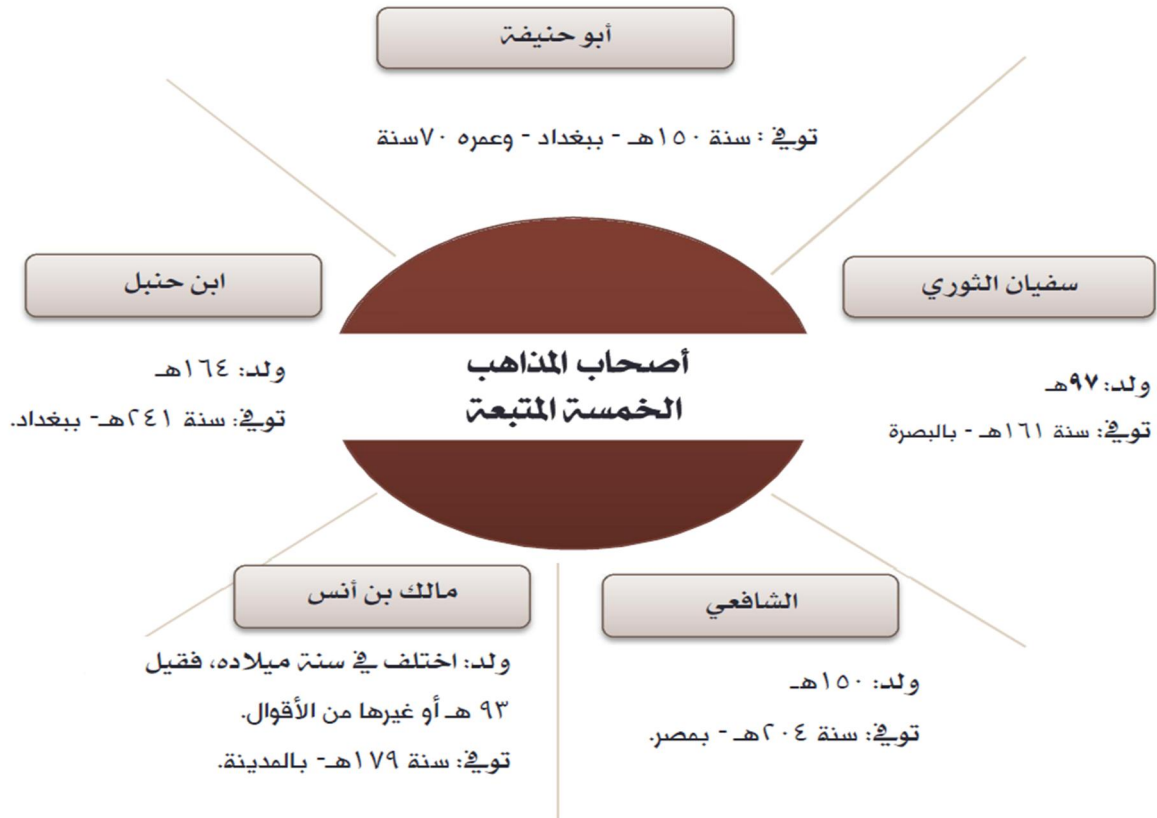 أبو حنيفة
توفي : سنة ١٥٠هـ - ببغداد - وعمره ٧٠سنة
سفيان الثوري
ولد: ٩٧هـ
توفي: سنة ١٦١هـ - بالبصرة
ابن حنبل
ولد: ١٦٤هـ
توفي: سنة ٢٤١هـ- ببغداد.
أصحاب المذاهب
الخمسة المتبعة
الشافعي
ولد: ١٥٠هـ
توفي: سنة ٢٠٤هـ - بمصر.
مالك بن أنس
ولد: اختلف في سنة ميلاده، فقيل
٩٣ هـ أو غيرها من الأقوال.
توفي: سنة ١٧٩هـ- بالمدينة.